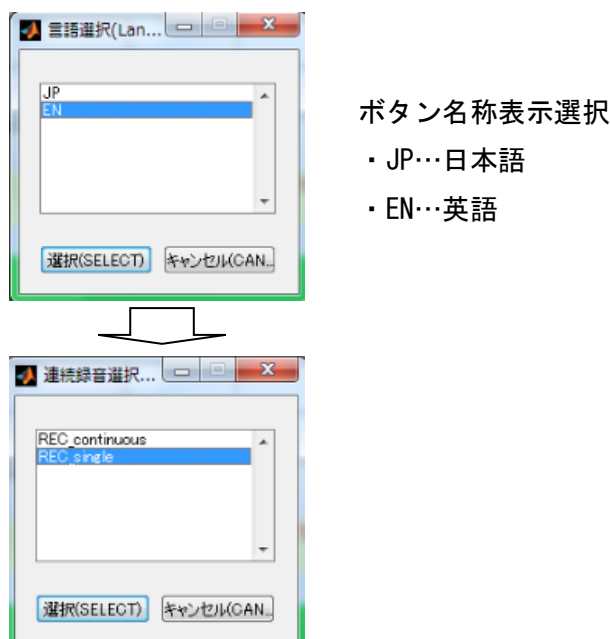 言語選択(Lan...
JP
EN
選択(SELECT)
キャンセル(CAN...
ボタン名称表示選択
・JP…日本語
・EN…英語
連続録音選択...
REC_continuous
REC_single
選択(SELECT)
キャンセル(CAN...